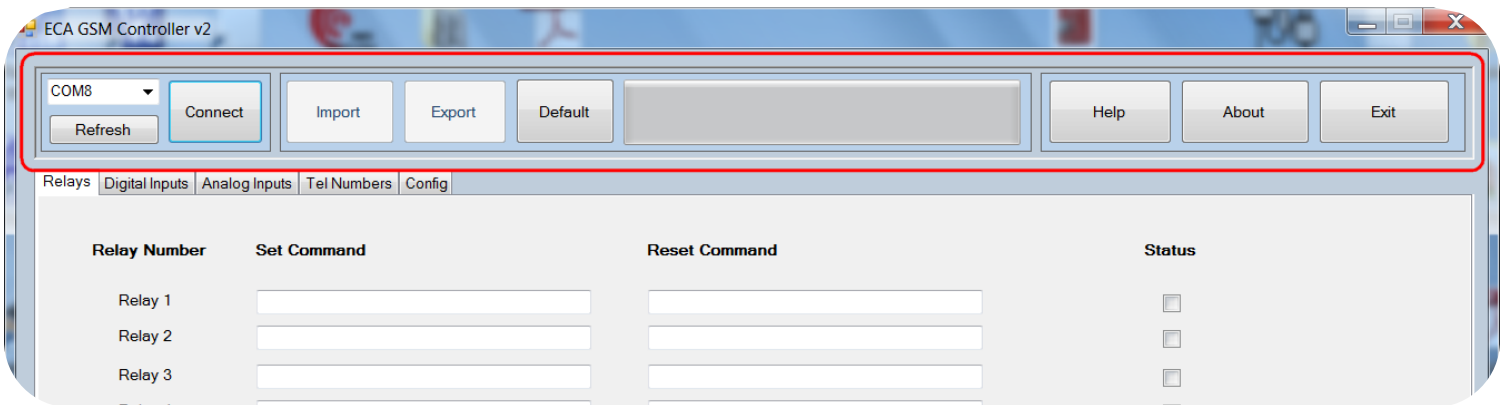 ECA GSM Controller v2
COM8
Refresh
Connect
Import
Export
Default
Help
About
Exit
Relays Digital Inputs Analog Inputs Tel Numbers Config
Relay Number Set Command Reset Command Status
Relay 1
Relay 2
Relay 3